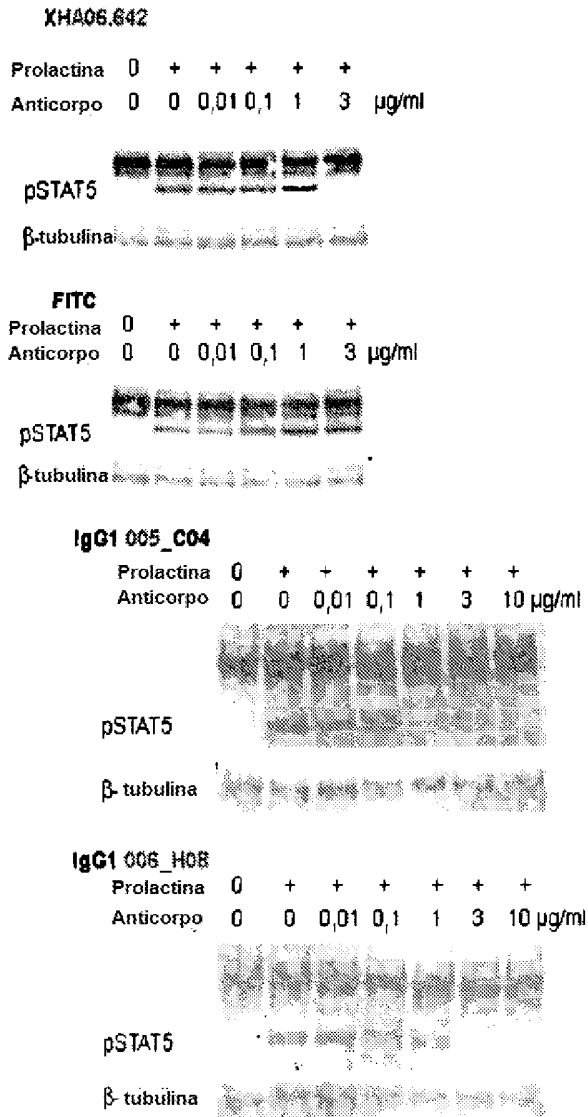 XHA06.642
Prolactina 0 + + + + +
Anticorpo 0 0 0,01 0,1 1 3 µg/ml
pSTAT5
β-tubulina
FITC
Prolactina 0 + + + + +
Anticorpo 0 0 0,01 0,1 1 3 µg/ml
pSTAT5
β-tubulina
IgG1 005_C04
Prolactina 0 + + + + + +
Anticorpo 0 0 0,01 0,1 1 3 10 µg/ml
pSTAT5
β- tubulina
IgG1 006_H08
Prolactina 0 + + + + + +
Anticorpo 0 0 0,01 0,1 1 3 10 µg/ml
pSTAT5
β- tubulina